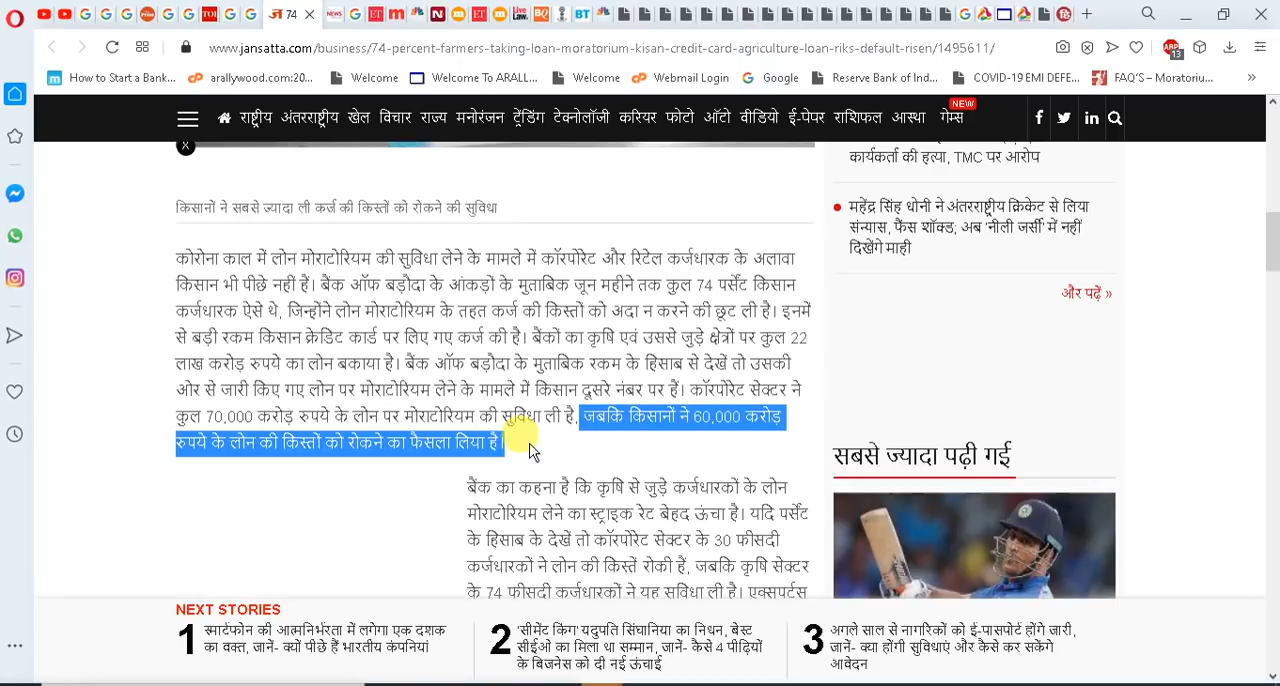 74
www.jansatta.com/business/74-percent-farmers-taking-loan-moratorium-kisan-credit-card-agriculture-loan-riks-default-risen/1495611/
13
How to Start a Bank...
arallywood.com:20...
Welcome
Welcome To ARALL...
Welcome
Webmail Login
Google
Reserve Bank of Ind...
COVID-19 EMI DEFE...
FAQ'S – Moratoriu...
NEW
राष्ट्रीय अंतरराष्ट्रीय खेल विचार राज्य मनोरंजन ट्रेंडिंग टेक्नोलॉजी करियर फोटो ऑटो वीडियो ई-पेपर राशिफल आस्था गेम्स
X
किसानों ने सबसे ज्यादा ली कर्ज की किस्तों को रोकने की सुविधा
कोरोना काल में लोन मोराटोरियम की सुविधा लेने के मामले में कॉरपोरेट और रिटेल कर्जधारक के अलावा
किसान भी पीछे नहीं हैं। बैंक ऑफ बड़ौदा के आंकड़ों के मुताबिक जून महीने तक कुल 74 पर्सेंट किसान
कर्जधारक ऐसे थे, जिन्होंने लोन मोराटोरियम के तहत कर्ज की किस्तों को अदा न करने की छूट ली है। इनमें
से बड़ी रकम किसान क्रेडिट कार्ड पर लिए गए कर्ज की है। बैंकों का कृषि एवं उससे जुड़े क्षेत्रों पर कुल 22
लाख करोड़ रुपये का लोन बकाया है। बैंक ऑफ बड़ौदा के मुताबिक रकम के हिसाब से देखें तो उसकी
ओर से जारी किए गए लोन पर मोराटोरियम लेने के मामले में किसान दूसरे नंबर पर हैं। कॉरपोरेट सेक्टर ने
कुल 70,000 करोड़ रुपये के लोन पर मोराटोरियम की सुविधा ली है, जबकि किसानों ने 60,000 करोड़
रुपये के लोन की किस्तों को रोकने का फैसला लिया है।
बैंक का कहना है कि कृषि से जुड़े कर्जधारकों के लोन
मोराटोरियम लेने का स्ट्राइक रेट बेहद ऊंचा है। यदि पर्सेंट
के हिसाब के देखें तो कॉरपोरेट सेक्टर के 30 फीसदी
कर्जधारकों ने लोन की किस्तें रोकी हैं, जबकि कृषि सेक्टर
के 74 फीसदी कर्जधारकों ने यह सुविधा ली है। एक्सपर्ट्स
कार्यकर्ता की हत्या, TMC पर आरोप
महेंद्र सिंह धोनी ने अंतरराष्ट्रीय क्रिकेट से लिया
संन्यास, फैंस शॉक्ड; अब 'नीली जर्सी' में नहीं
दिखेंगे माही
और पढ़ें »
सबसे ज्यादा पढ़ी गई
NEXT STORIES
1 स्मार्टफोन की आत्मनिर्भरता में लगेगा एक दशक
का वक्त, जानें- क्यों पीछे हैं भारतीय कंपनियां
2 'सीमेंट किंग' यदुपति सिंघानिया का निधन, बेस्ट
सीईओ का मिला था सम्मान, जानें- कैसे 4 पीढ़ियों
के बिजनेस को दी नई ऊंचाई
3 अगले साल से नागरिकों को ई-पासपोर्ट होंगे जारी,
जानें- क्या होंगी सुविधाएं और कैसे कर सकेंगे
आवेदन